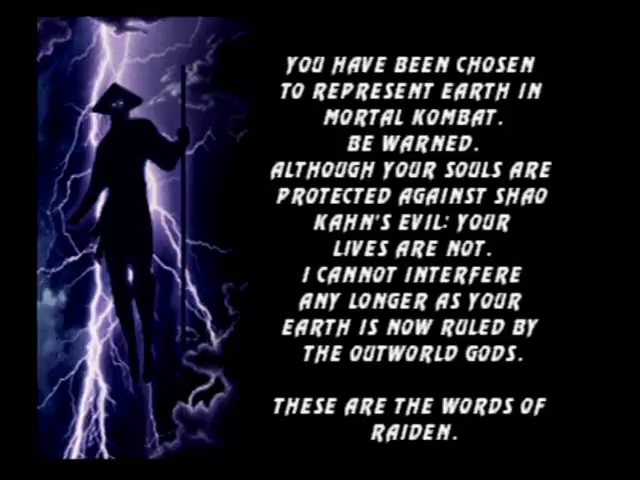 YOU HAVE BEEN CHOSEN
TO REPRESENT EARTH IN
MORTAL KOMBAT.
BE WARNED.
ALTHOUGH YOUR SOULS ARE
PROTECTED AGAINST SHAO
KAHN'S EVIL: YOUR
LIVES ARE NOT.
I CANNOT INTERFERE
ANY LONGER AS YOUR
EARTH IS NOW RULED BY
THE OUTWORLD GODS.
THESE ARE THE WORDS OF
RAIDEN.